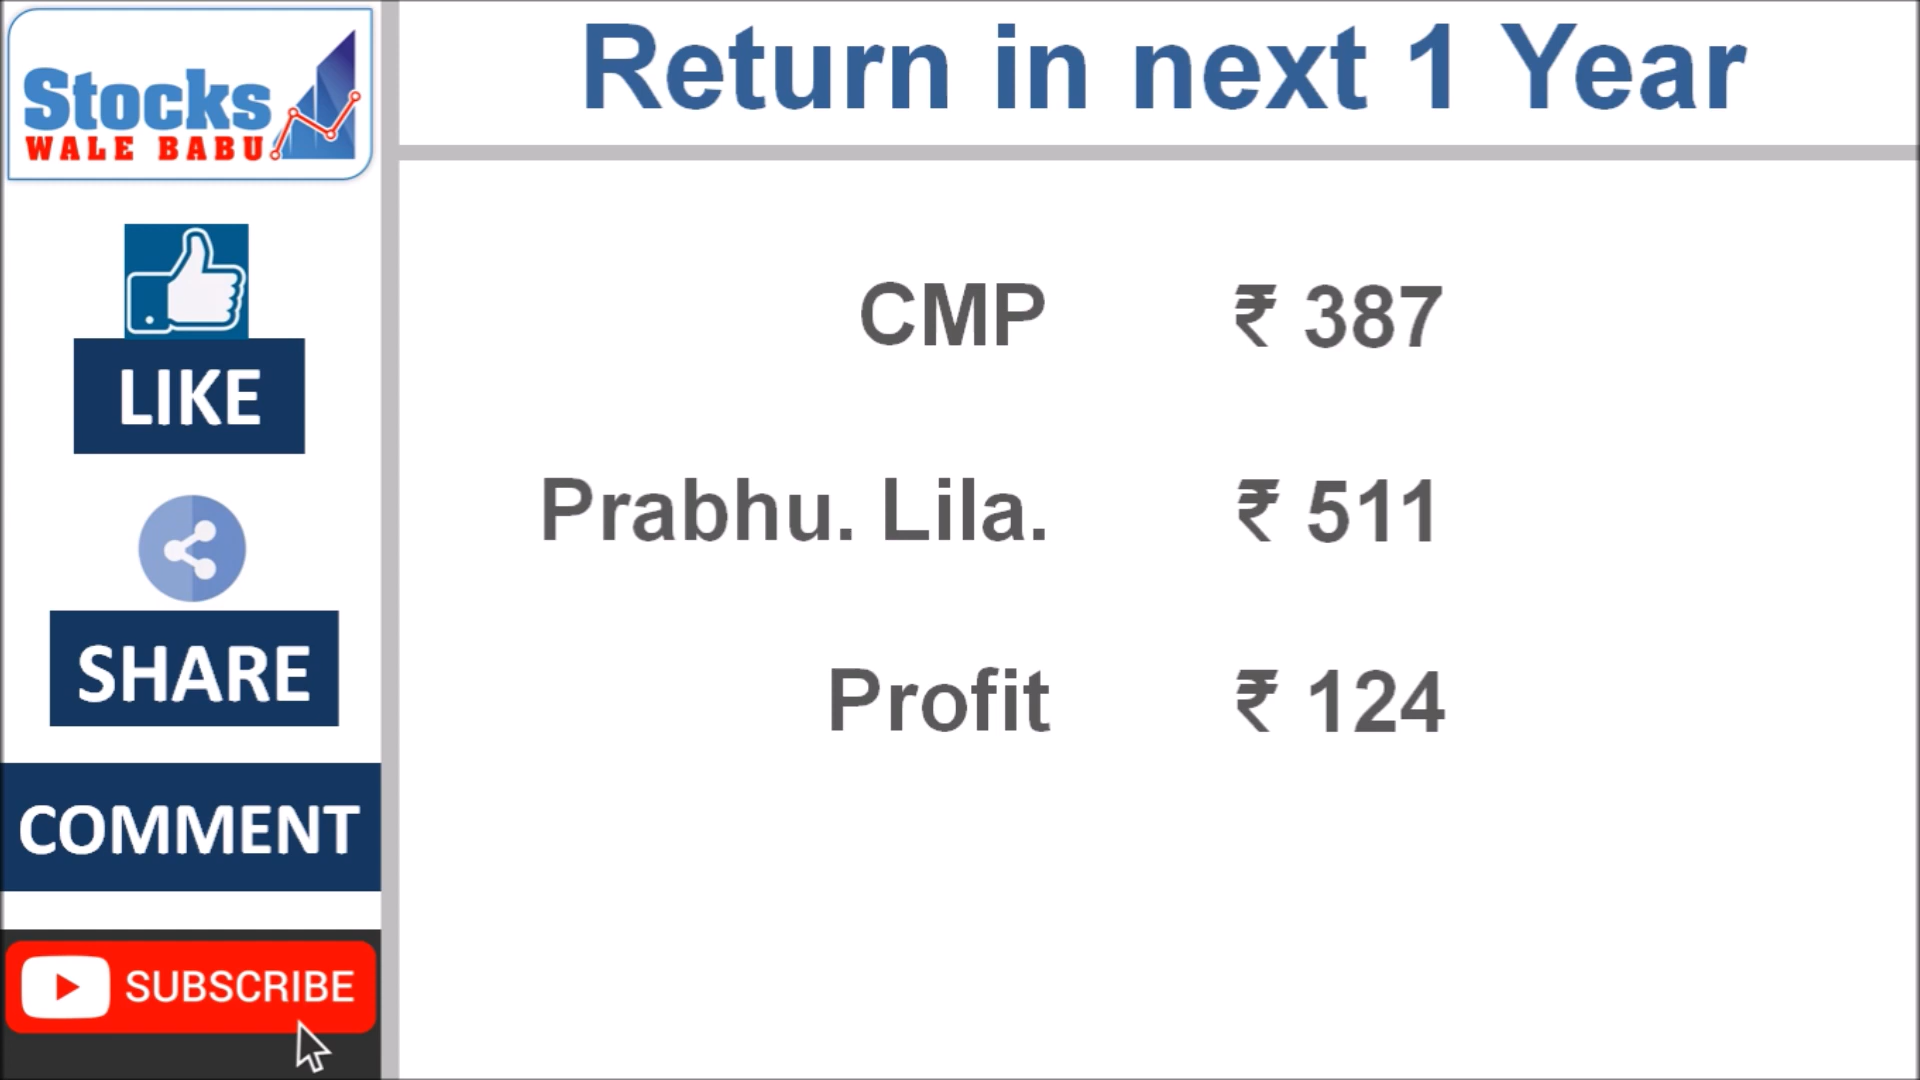 Stocks
WALE BABU
LIKE
SHARE
COMMENT
SUBSCRIBE
Return in next 1 Year
CMP ₹ 387
Prabhu. Lila. ₹ 511
Profit ₹ 124